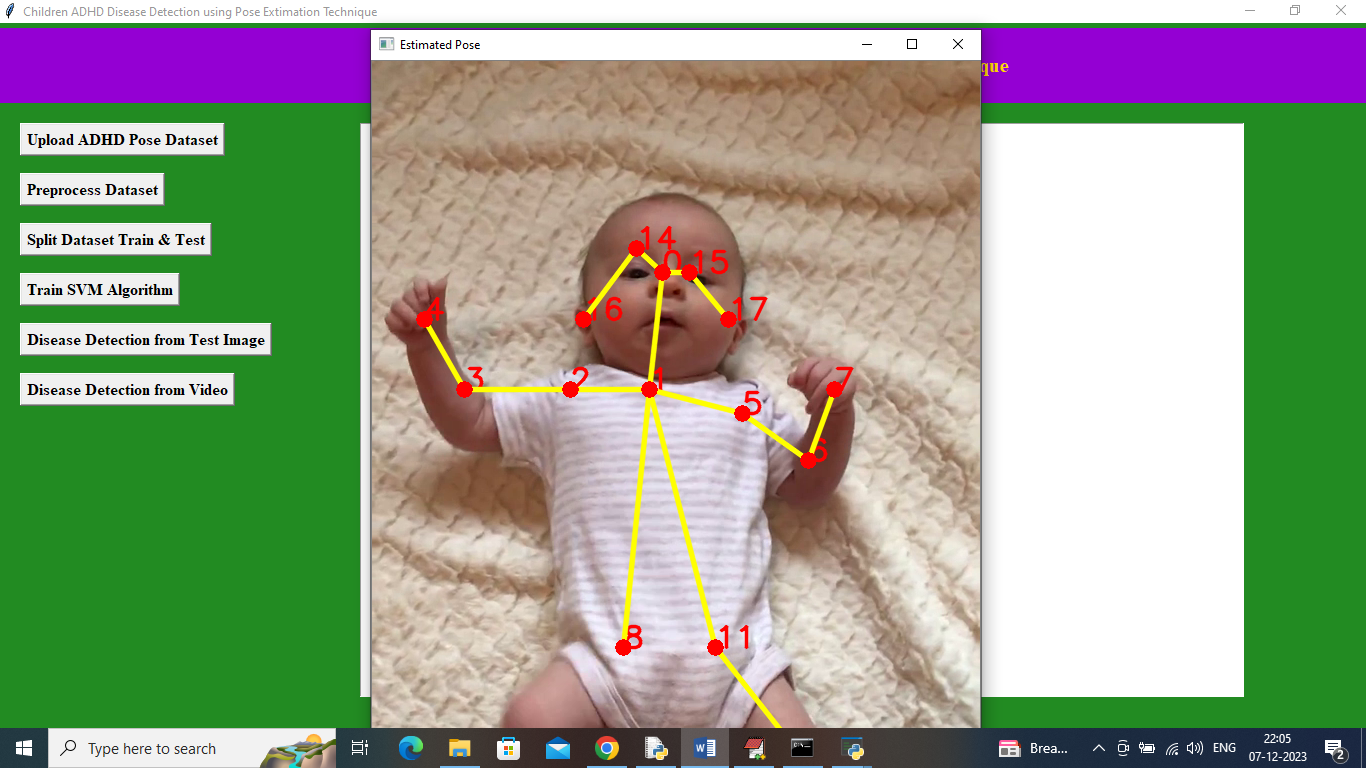 Children ADHD Disease Detection using Pose Extimation Technique
Estimated Pose
que
Upload ADHD Pose Dataset
Preprocess Dataset
Split Dataset Train & Test
Train SVM Algorithm
Disease Detection from Test Image
Disease Detection from Video
14
0
15
16
17
4
3
2
1
7
5
6
8
11
Type here to search
Brea...
ENG
22:05
07-12-2023
2